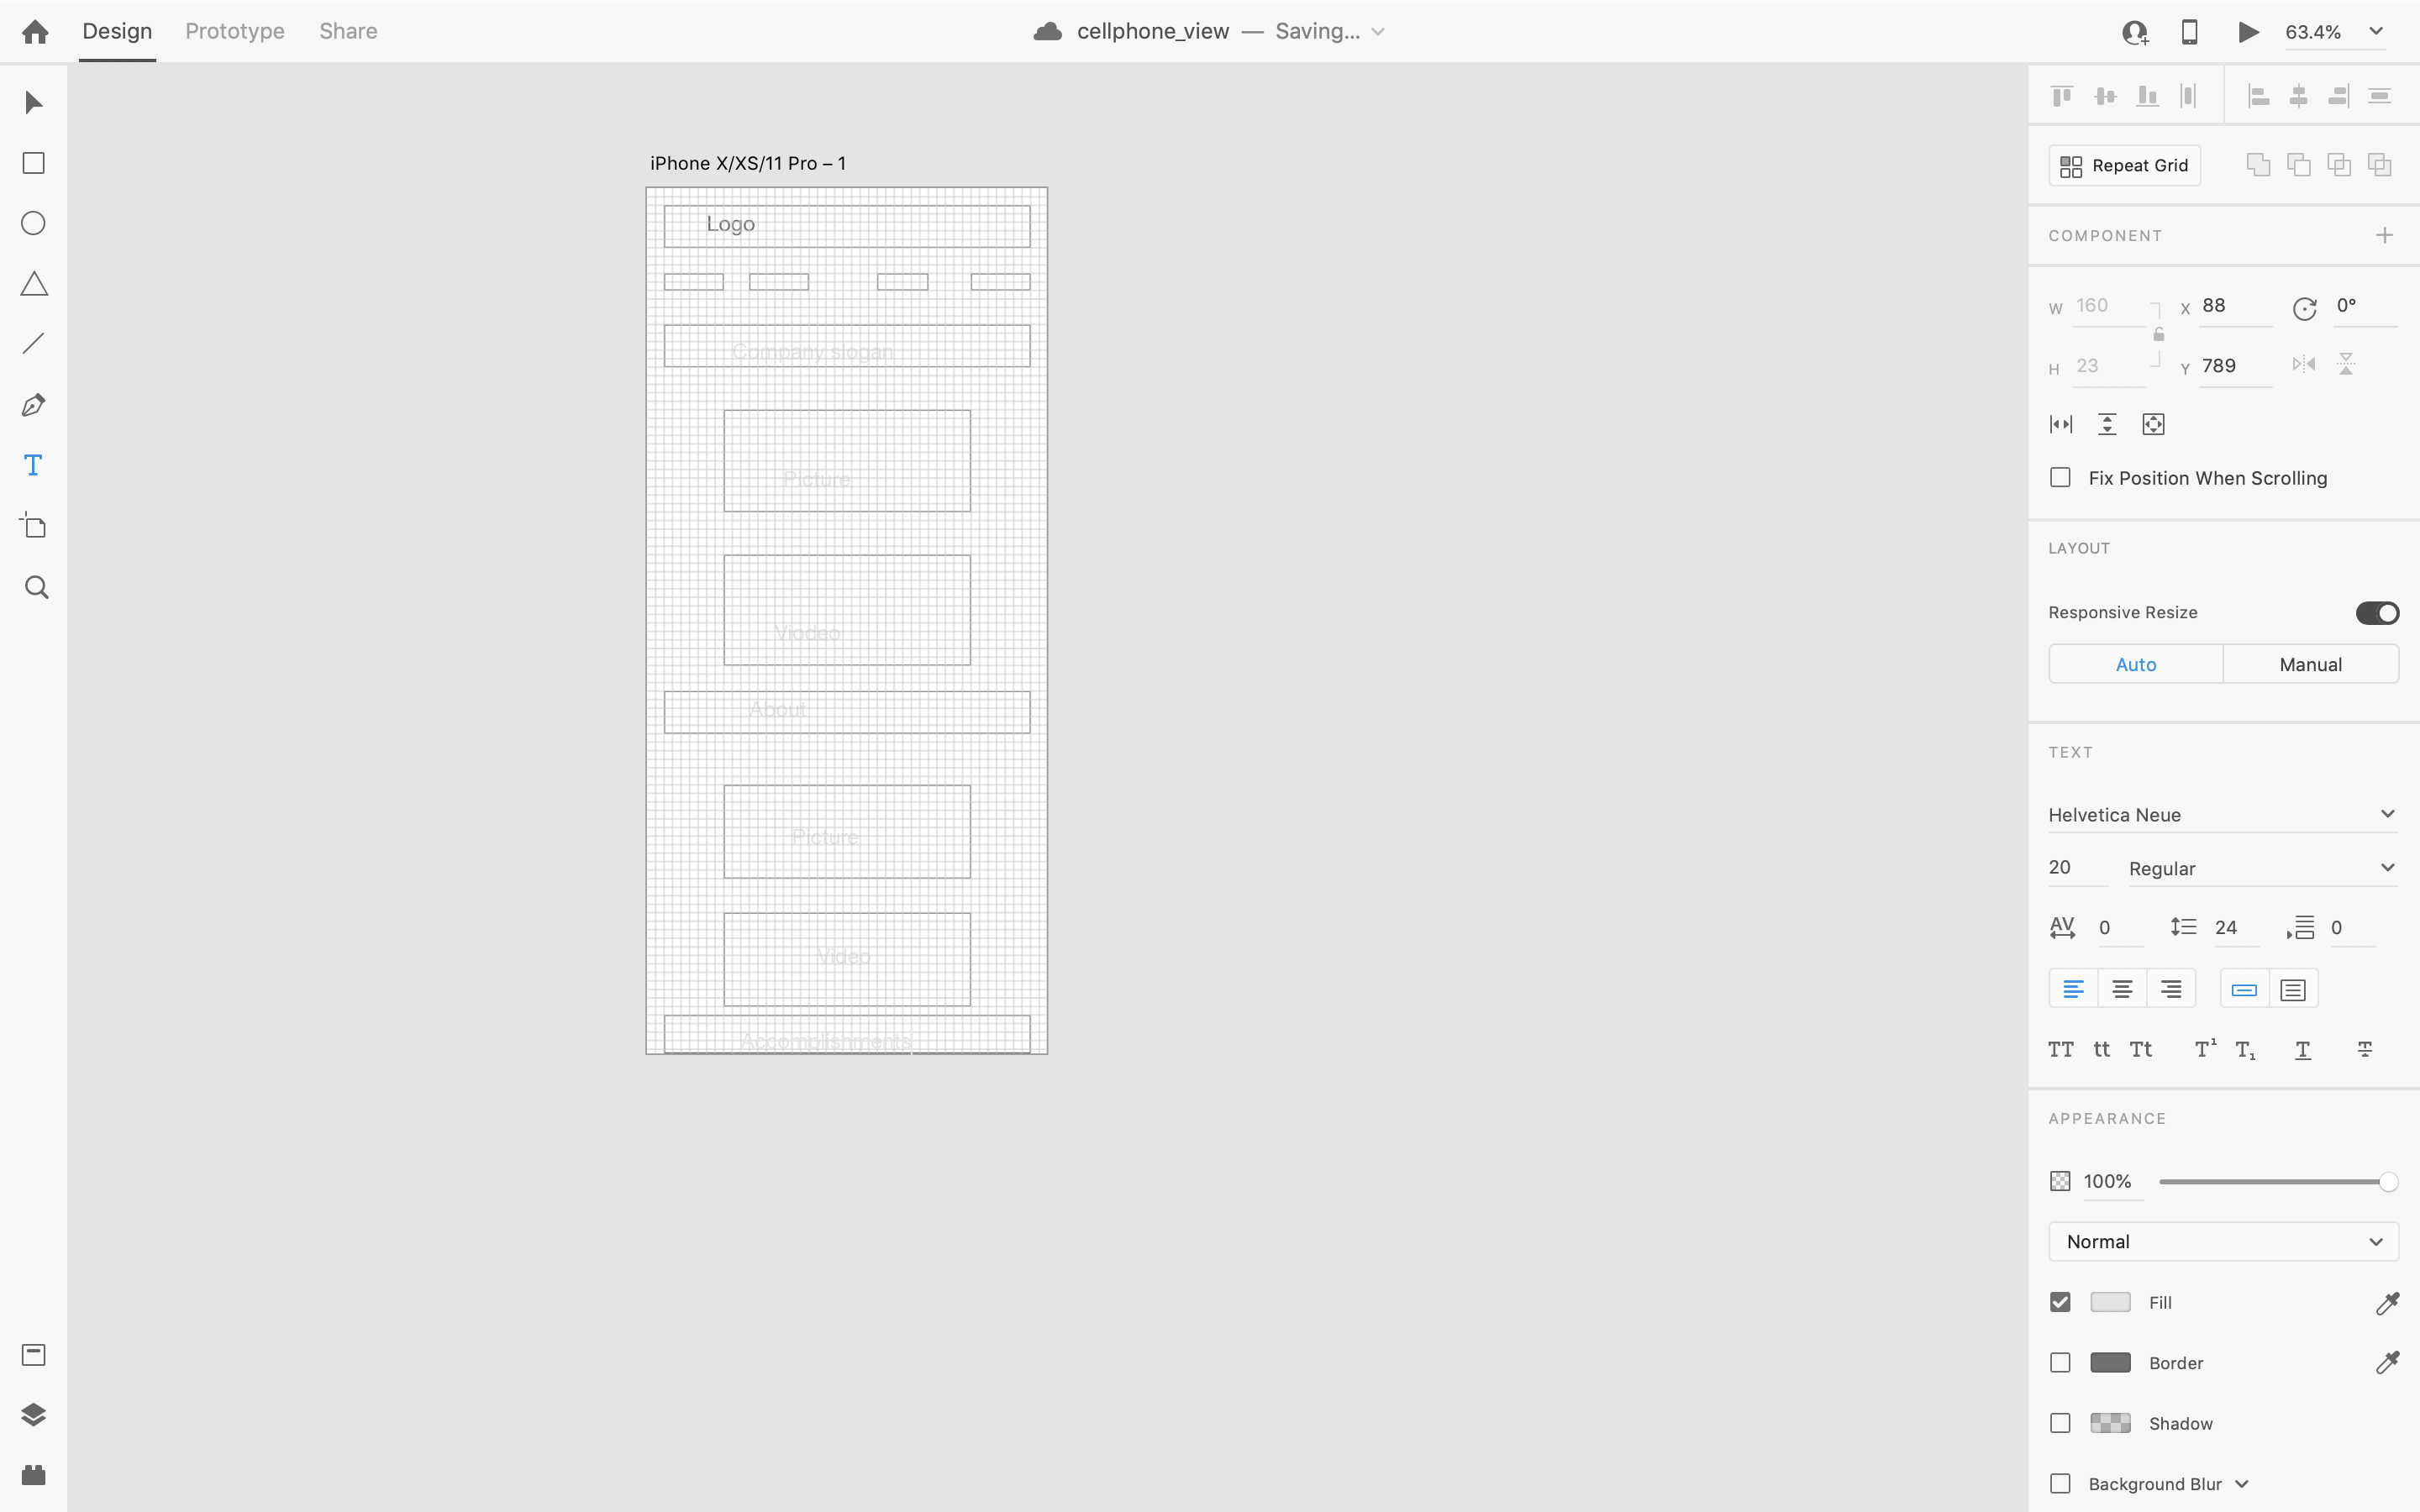 Design Prototype Share
cellphone_view — Saving...
63.4%
iPhone X/XS/11 Pro – 1
Logo
Company slogan
Picture
Viodeo
About
Picture
Video
Accomplishments
Repeat Grid
COMPONENT
W 160 X 88 0°
H 23 Y 789
Fix Position When Scrolling
LAYOUT
Responsive Resize
Auto Manual
TEXT
Helvetica Neue
20 Regular
AV 0 24 0
TT tt Tt T¹ T₁ T T
APPEARANCE
100%
Normal
Fill
Border
Shadow
Background Blur